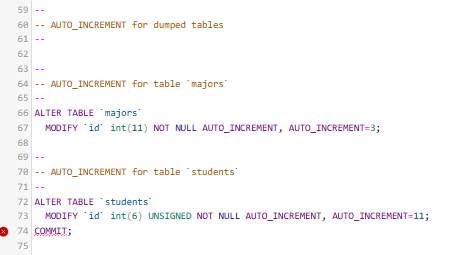 59 --
60 -- AUTO_INCREMENT for dumped tables
61 --
62
63 --
64 -- AUTO_INCREMENT for table `majors`
65 --
66 ALTER TABLE `majors`
67   MODIFY `id` int(11) NOT NULL AUTO_INCREMENT, AUTO_INCREMENT=3;
68
69 --
70 -- AUTO_INCREMENT for table `students`
71 --
72 ALTER TABLE `students`
73   MODIFY `id` int(6) UNSIGNED NOT NULL AUTO_INCREMENT, AUTO_INCREMENT=11;
74 COMMIT;
75